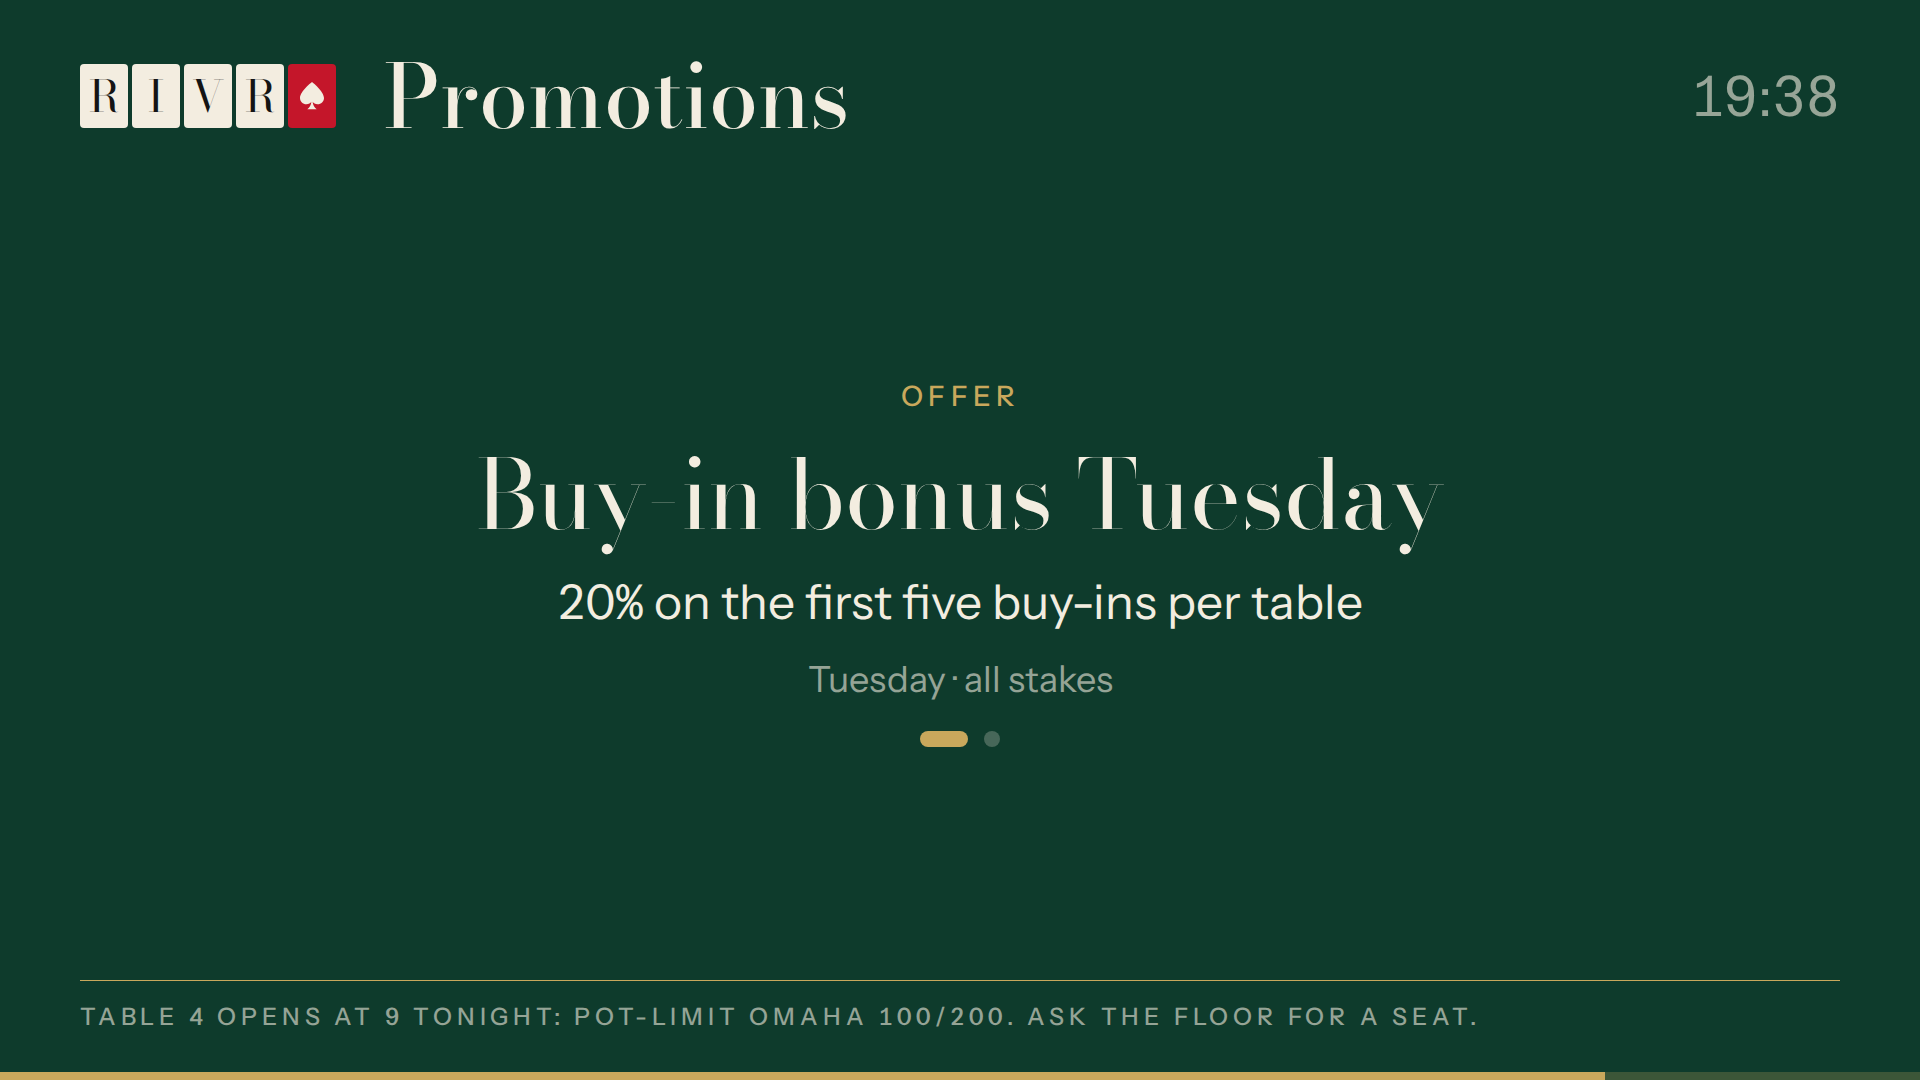 RIVR
Promotions
19:38
OFFER
Buy-in bonus Tuesday
20% on the first five buy-ins per table
Tuesday · all stakes
TABLE 4 OPENS AT 9 TONIGHT: POT-LIMIT OMAHA 100/200. ASK THE FLOOR FOR A SEAT.